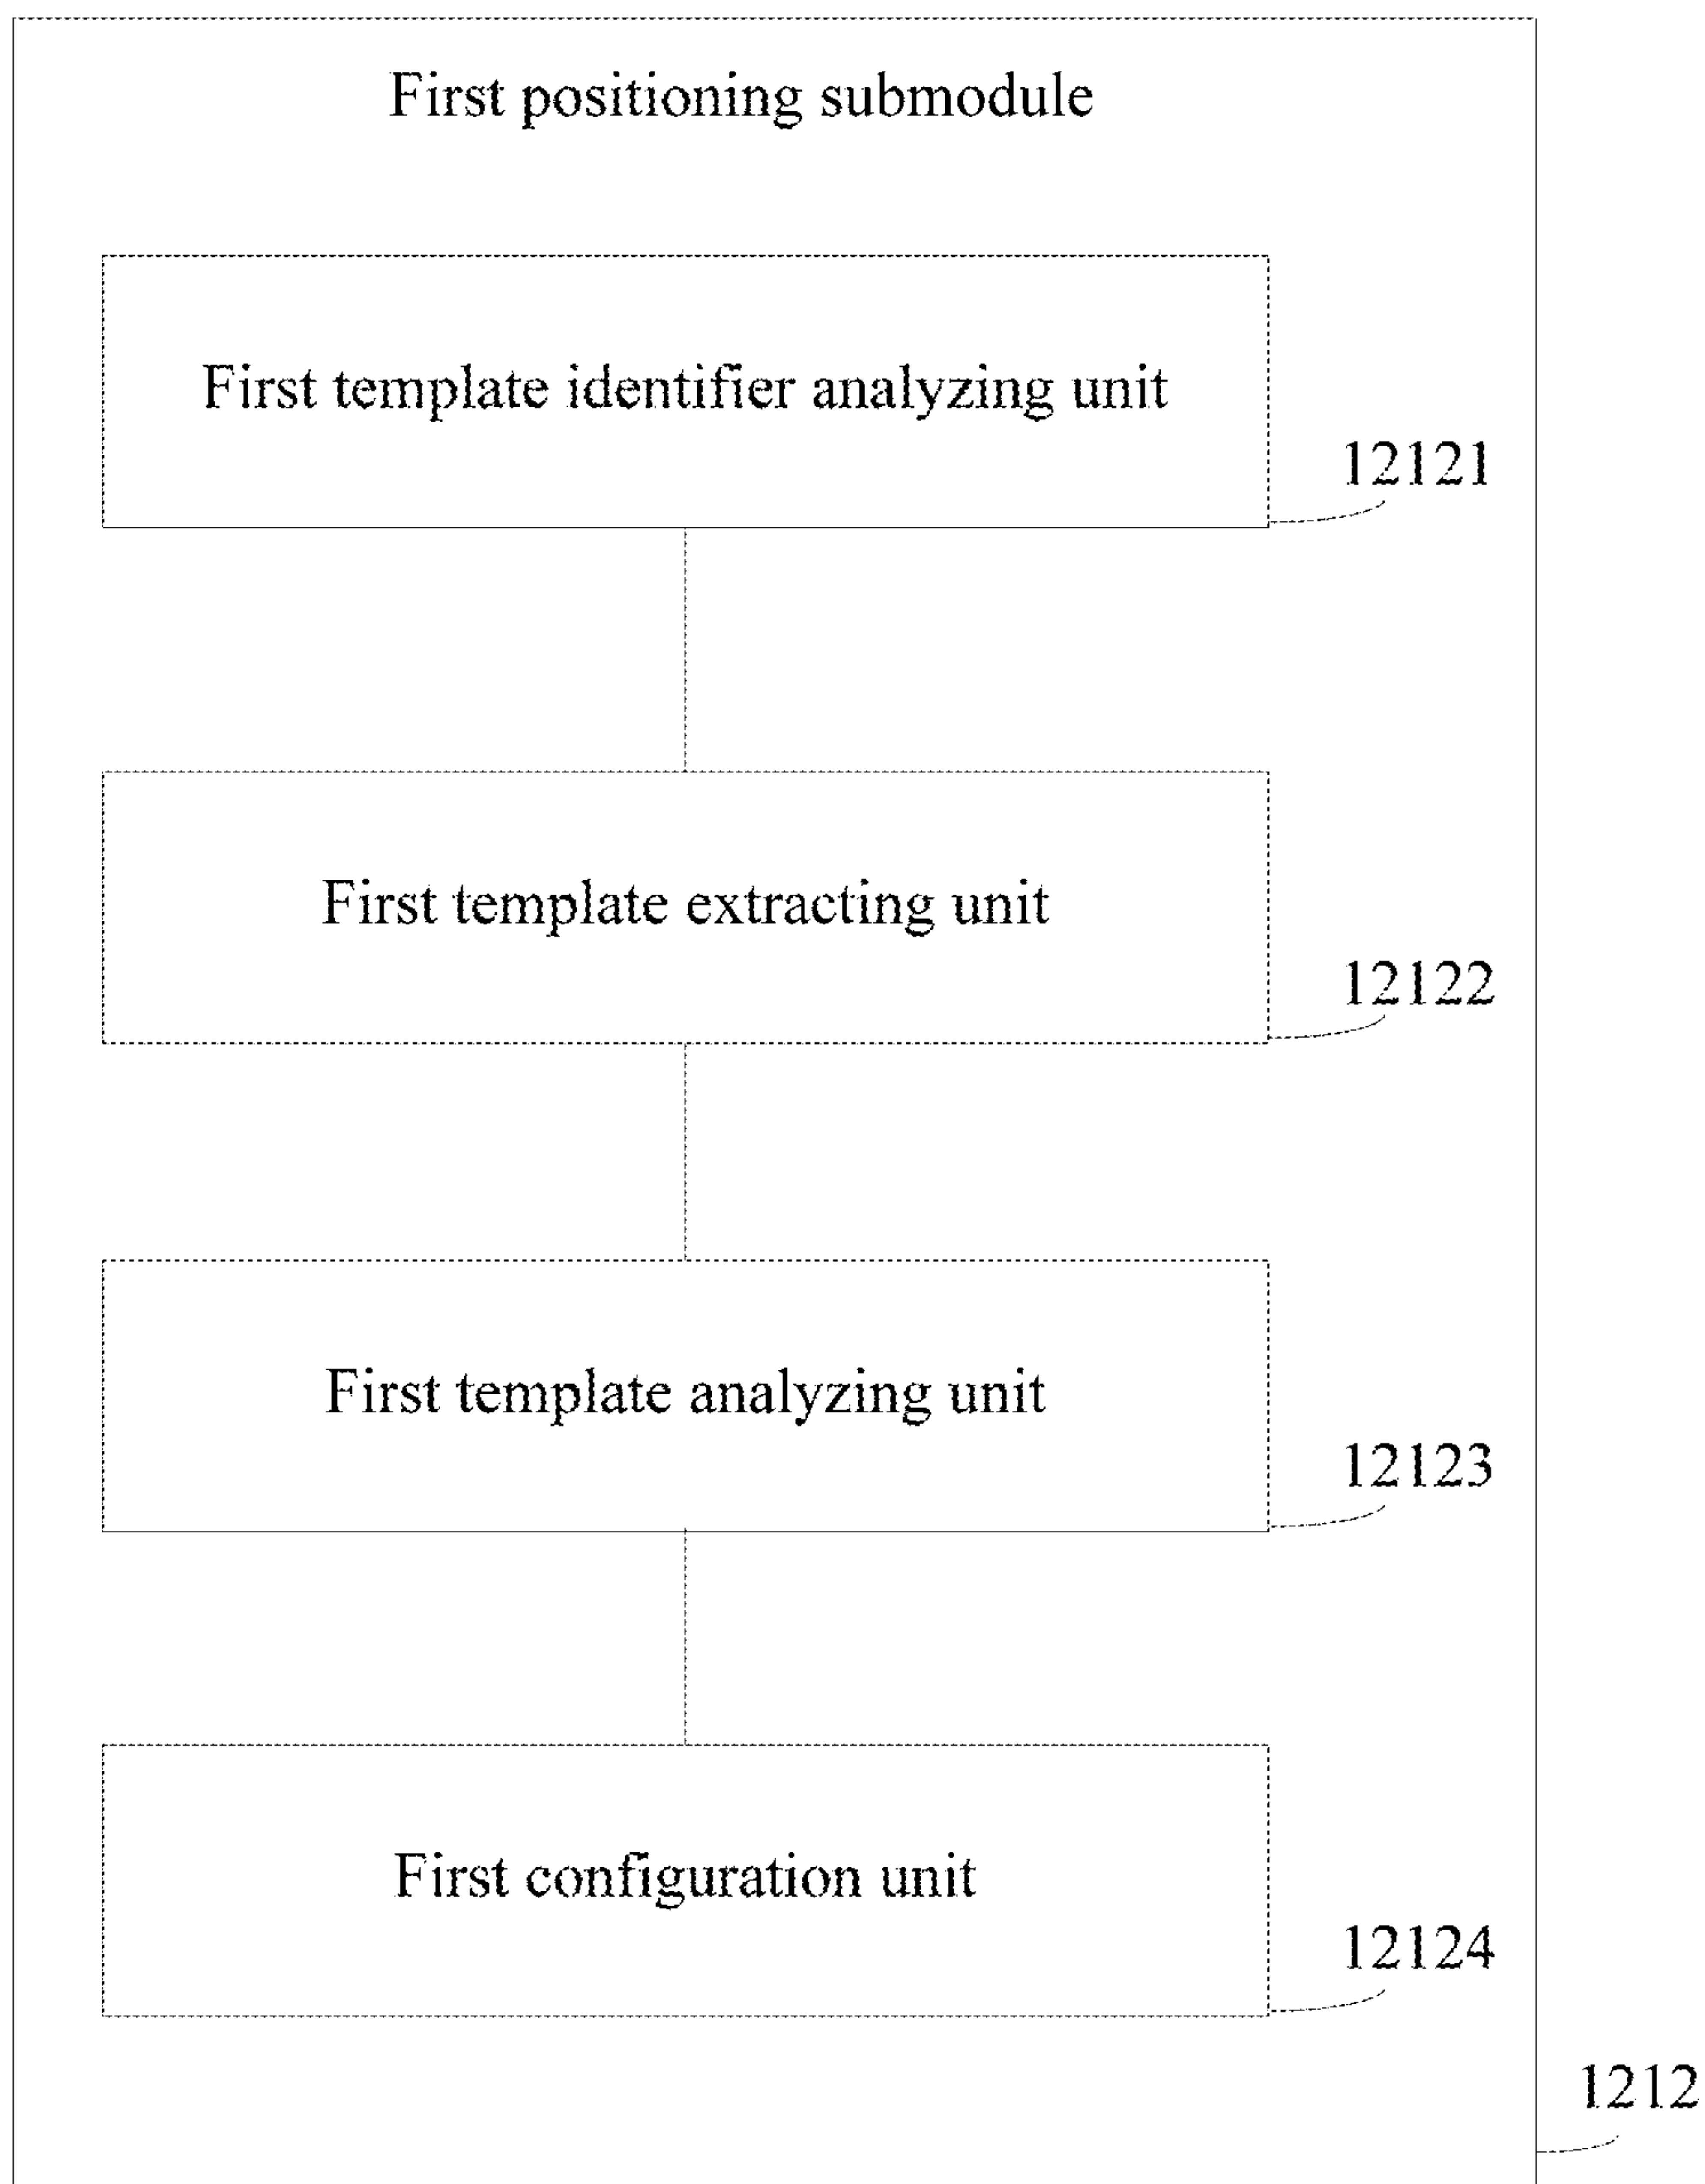 First positioning submodule
First template identifier analyzing unit
12121
First template extracting unit
12122
First template analyzing unit
12123
First configuration unit
12124
1212